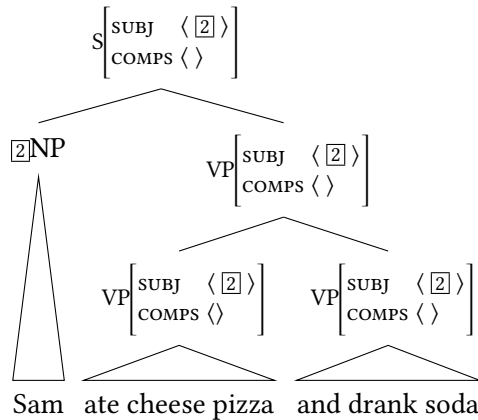 S[SUBJ ⟨ [2] ⟩
COMPS ⟨ ⟩]
[2]NP
VP[SUBJ ⟨ [2] ⟩
COMPS ⟨ ⟩]
VP[SUBJ ⟨ [2] ⟩
COMPS ⟨⟩]
VP[SUBJ ⟨ [2] ⟩
COMPS ⟨ ⟩]
Sam ate cheese pizza and drank soda